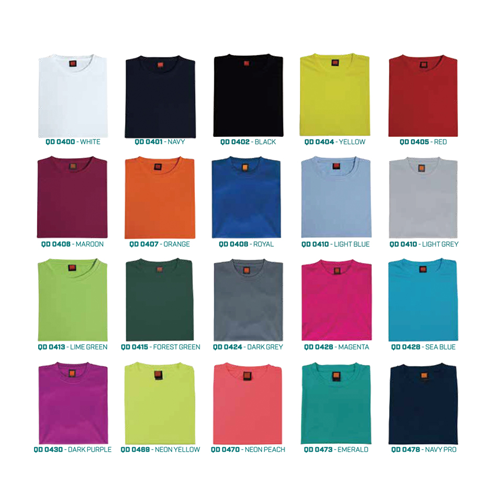 QD 0400 - WHITE
QD 0401 - NAVY
QD 0402 - BLACK
QD 0404 - YELLOW
QD 0405 - RED
QD 0409 - MAROON
QD 0407 - ORANGE
QD 0408 - ROYAL
QD 0410 - LIGHT BLUE
QD 0410 - LIGHT GREY
QD 0413 - LIME GREEN
QD 0415 - FOREST GREEN
QD 0424 - DARK GREY
QD 0428 - MAGENTA
QD 0428 - SEA BLUE
QD 0430 - DARK PURPLE
QD 0469 - NEON YELLOW
QD 0470 - NEON PEACH
QD 0473 - EMERALD
QD 0476 - NAVY PRO